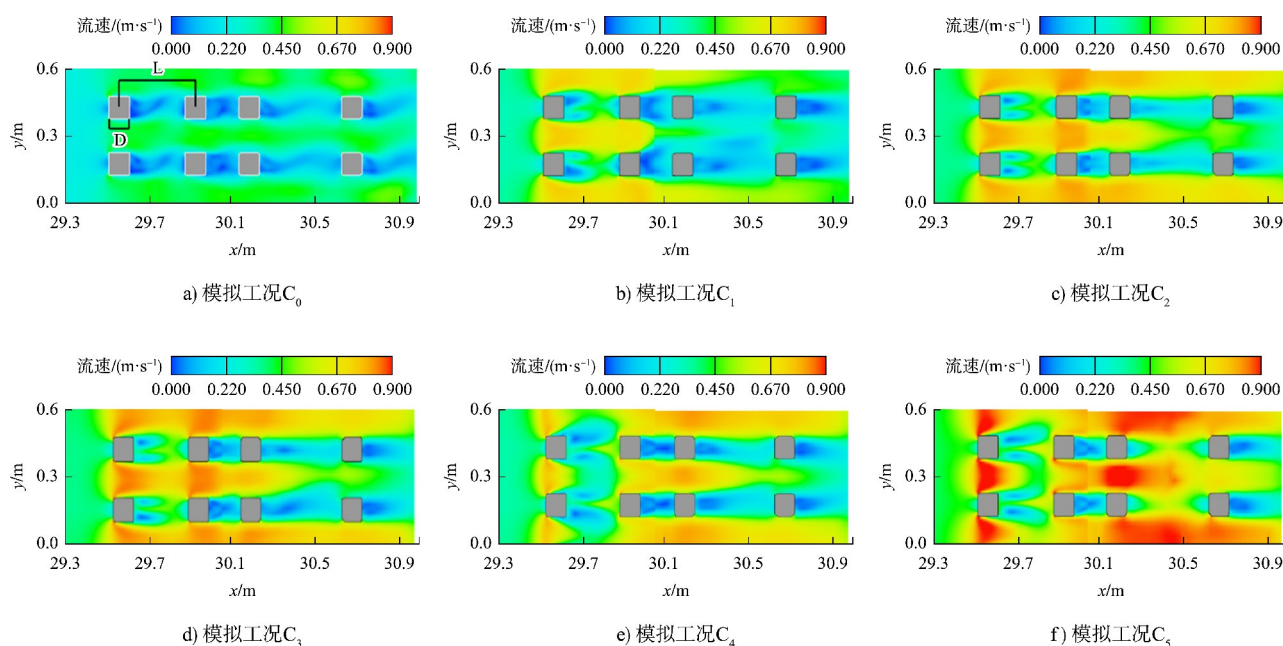 流速/(m·s⁻¹) 流速/(m·s⁻¹) 流速/(m·s⁻¹)
0.000 0.220 0.450 0.670 0.900 0.000 0.220 0.450 0.670 0.900 0.000 0.220 0.450 0.670 0.900
0.6 0.6 0.6
L
y/m 0.3 y/m 0.3 y/m 0.3
D
0.0 0.0 0.0
29.3 29.7 30.1 30.5 30.9 29.3 29.7 30.1 30.5 30.9 29.3 29.7 30.1 30.5 30.9
x/m x/m x/m
a) 模拟工况C₀ b) 模拟工况C₁ c) 模拟工况C₂
流速/(m·s⁻¹) 流速/(m·s⁻¹) 流速/(m·s⁻¹)
0.000 0.220 0.450 0.670 0.900 0.000 0.220 0.450 0.670 0.900 0.000 0.220 0.450 0.670 0.900
0.6 0.6 0.6
y/m 0.3 y/m 0.3 y/m 0.3
0.0 0.0 0.0
29.3 29.7 30.1 30.5 30.9 29.3 29.7 30.1 30.5 30.9 29.3 29.7 30.1 30.5 30.9
x/m x/m x/m
d) 模拟工况C₃ e) 模拟工况C₄ f) 模拟工况C₅